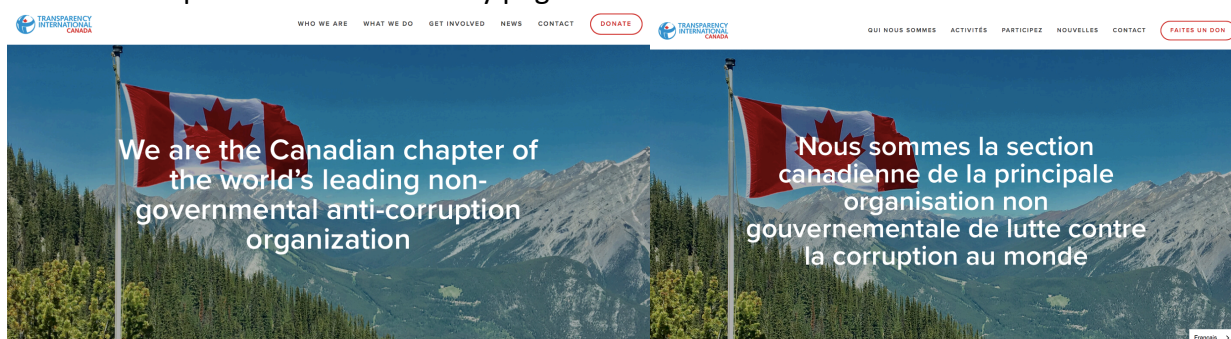 TRANSPARENCY
INTERNATIONAL
CANADA
WHO WE ARE WHAT WE DO GET INVOLVED NEWS CONTACT DONATE
We are the Canadian chapter of
the world's leading non-
governmental anti-corruption
organization
TRANSPARENCY
INTERNATIONAL
CANADA
QUI NOUS SOMMES ACTIVITÉS PARTICIPEZ NOUVELLES CONTACT FAITES UN DON
Nous sommes la section
canadienne de la principale
organisation non
gouvernementale de lutte contre
la corruption au monde
Français